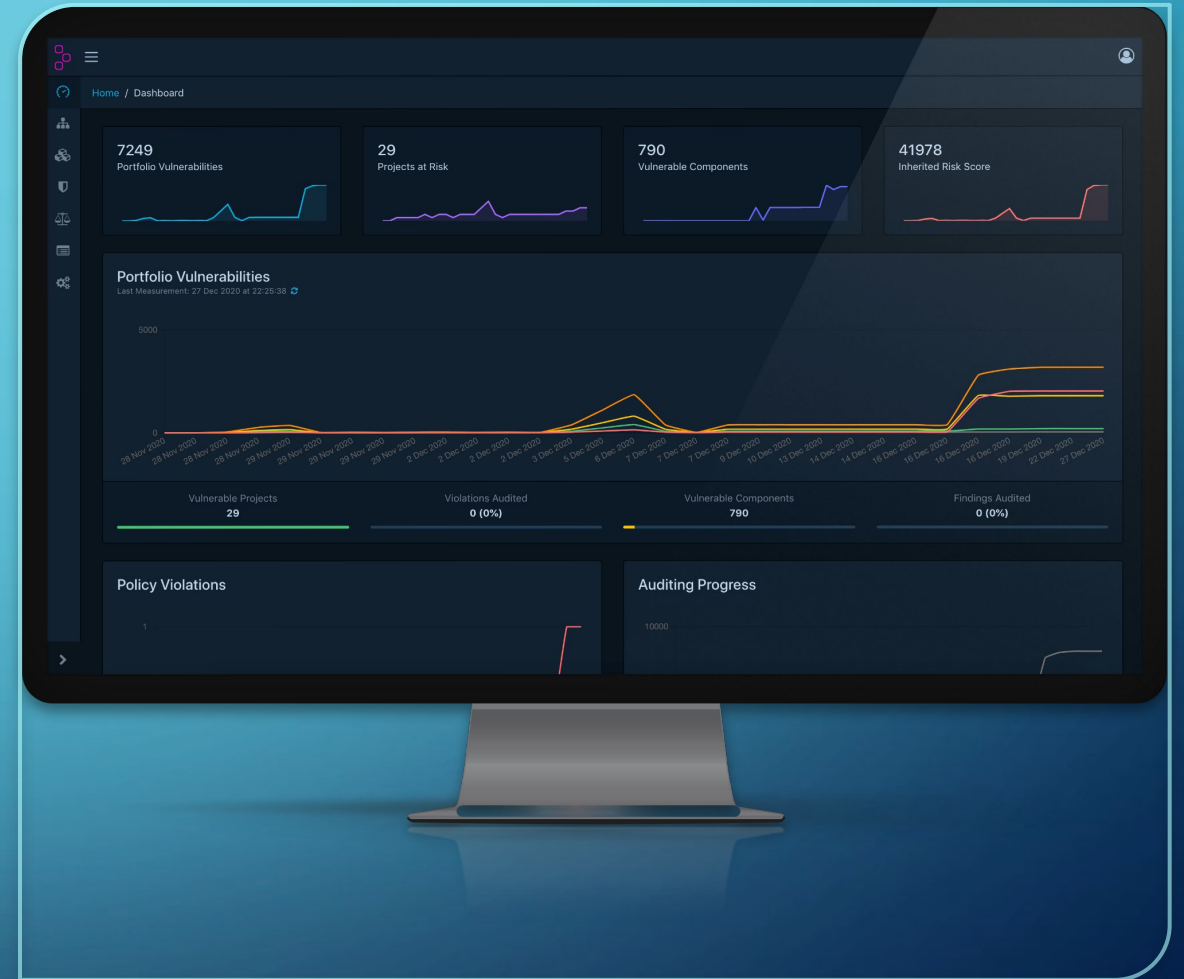 Home / Dashboard
7249
Portfolio Vulnerabilities
29
Projects at Risk
790
Vulnerable Components
41978
Inherited Risk Score
Portfolio Vulnerabilities
Last Measurement: 27 Dec 2020 at 22:25:38
5000
0
28 Nov 2020 28 Nov 2020 28 Nov 2020 28 Nov 2020 29 Nov 2020 29 Nov 2020 29 Nov 2020 29 Nov 2020 29 Nov 2020 2 Dec 2020 2 Dec 2020 2 Dec 2020 2 Dec 2020 3 Dec 2020 5 Dec 2020 6 Dec 2020 7 Dec 2020 7 Dec 2020 7 Dec 2020 9 Dec 2020 10 Dec 2020 13 Dec 2020 14 Dec 2020 14 Dec 2020 16 Dec 2020 16 Dec 2020 16 Dec 2020 16 Dec 2020 19 Dec 2020 22 Dec 2020 27 Dec 2020
Vulnerable Projects
29
Violations Audited
0 (0%)
Vulnerable Components
790
Findings Audited
0 (0%)
Policy Violations
1
Auditing Progress
10000